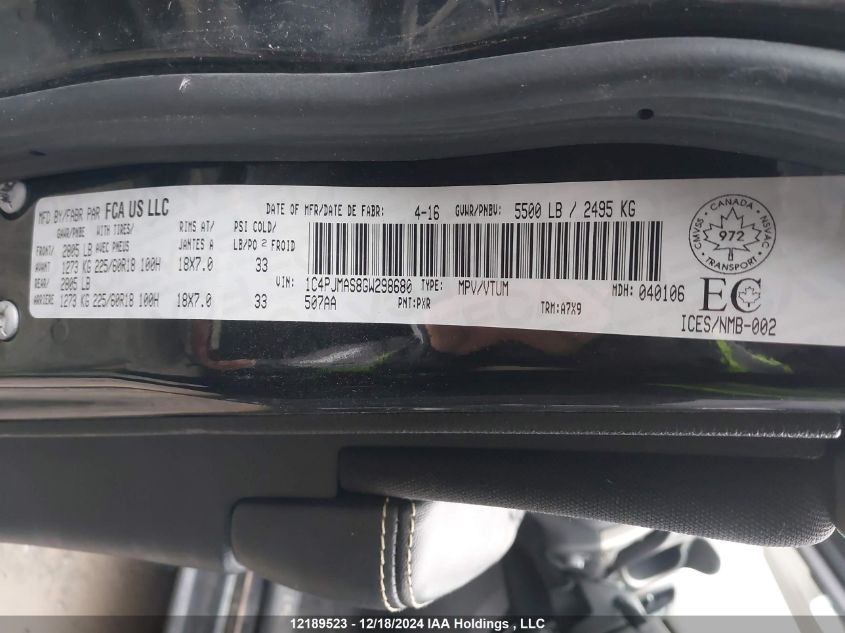 MFD BY/FABR PAR FCA US LLC DATE OF MFR/DATE DE FABR: 4-16 GVWR/PNBV: 5500 LB / 2495 KG
GVWR/PNBE WITH TIRES/ RIMS AT/ PSI COLD/
FRONT/ 2805 LB AVEC PNEUS JANTES A LB/PO² FROID
AVANT 1273 KG 225/60R18 100H 18X7.0 33
REAR/ 2805 LB VIN: 1C4PJMAS8GW298680 TYPE: MPV/VTUM MDH: 040106
ARRIERE 1273 KG 225/60R18 100H 18X7.0 33 507AA PNT:PXR TRM:A7X9
CANADA
CMVSS 972 NSVAC
TRANSPORT
EC
ICES/NMB-002
12189523 - 12/18/2024 IAA Holdings , LLC